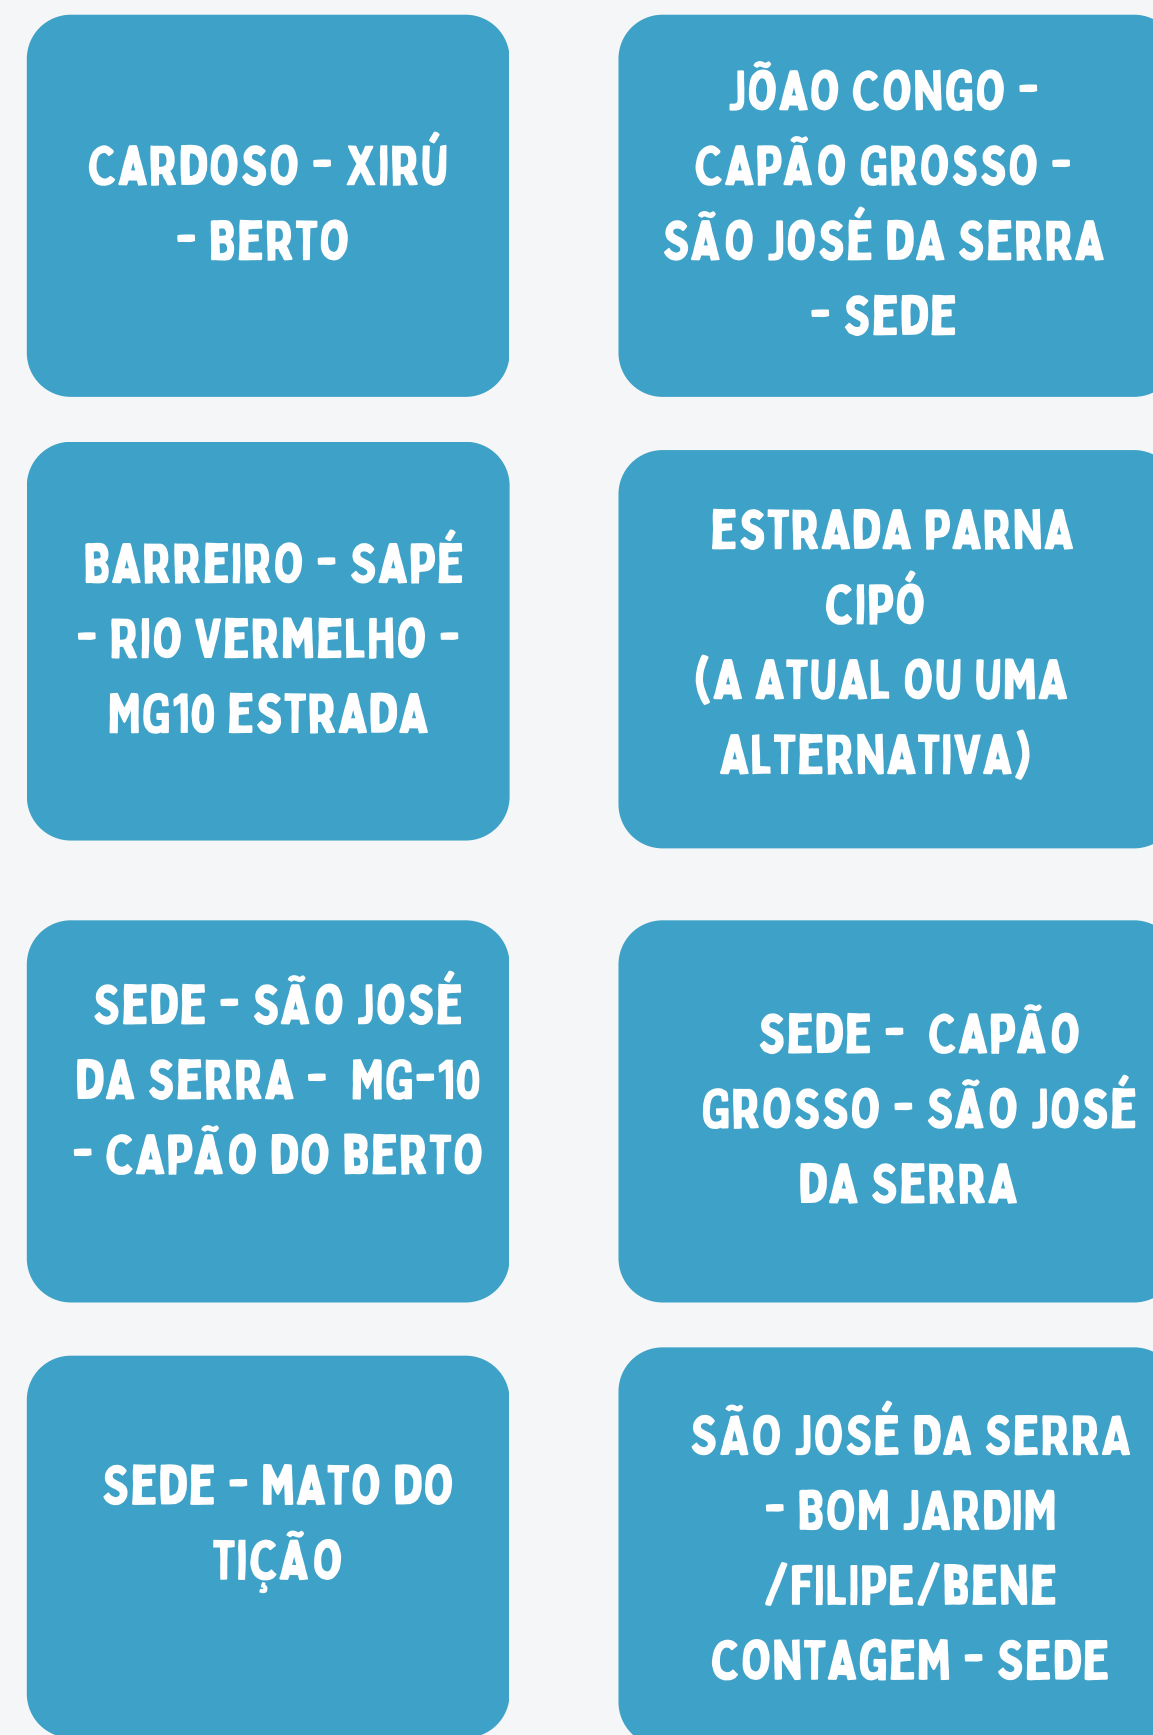 CARDOSO - XIRÚ
- BERTO
JÕAO CONGO -
CAPÃO GROSSO -
SÃO JOSÉ DA SERRA
- SEDE
BARREIRO - SAPÉ
- RIO VERMELHO -
MG10 ESTRADA
ESTRADA PARNA
CIPÓ
(A ATUAL OU UMA
ALTERNATIVA)
SEDE - SÃO JOSÉ
DA SERRA - MG-10
- CAPÃO DO BERTO
SEDE - CAPÃO
GROSSO - SÃO JOSÉ
DA SERRA
SEDE - MATO DO
TIÇÃO
SÃO JOSÉ DA SERRA
- BOM JARDIM
/FILIPE/BENE
CONTAGEM - SEDE